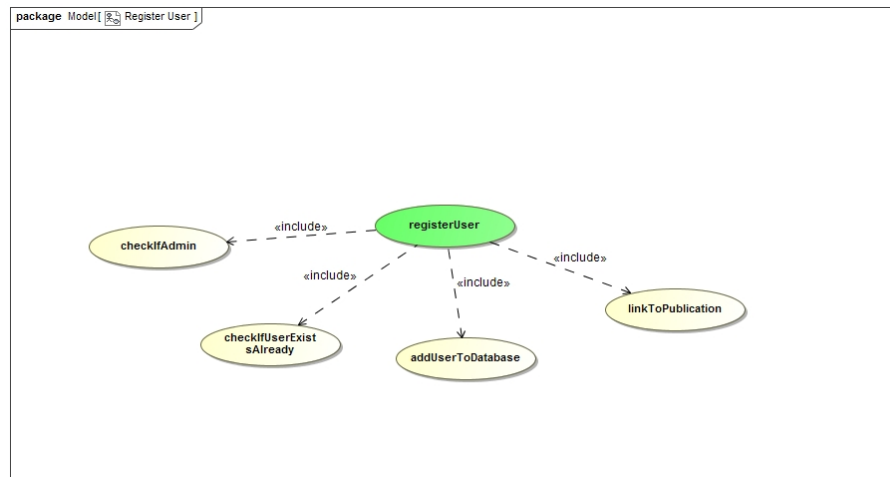 package Model[ Register User ]
registerUser
«include»
checkIfAdmin
«include»
«include»
«include»
linkToPublication
checkIfUserExist
sAlready
addUserToDatabase